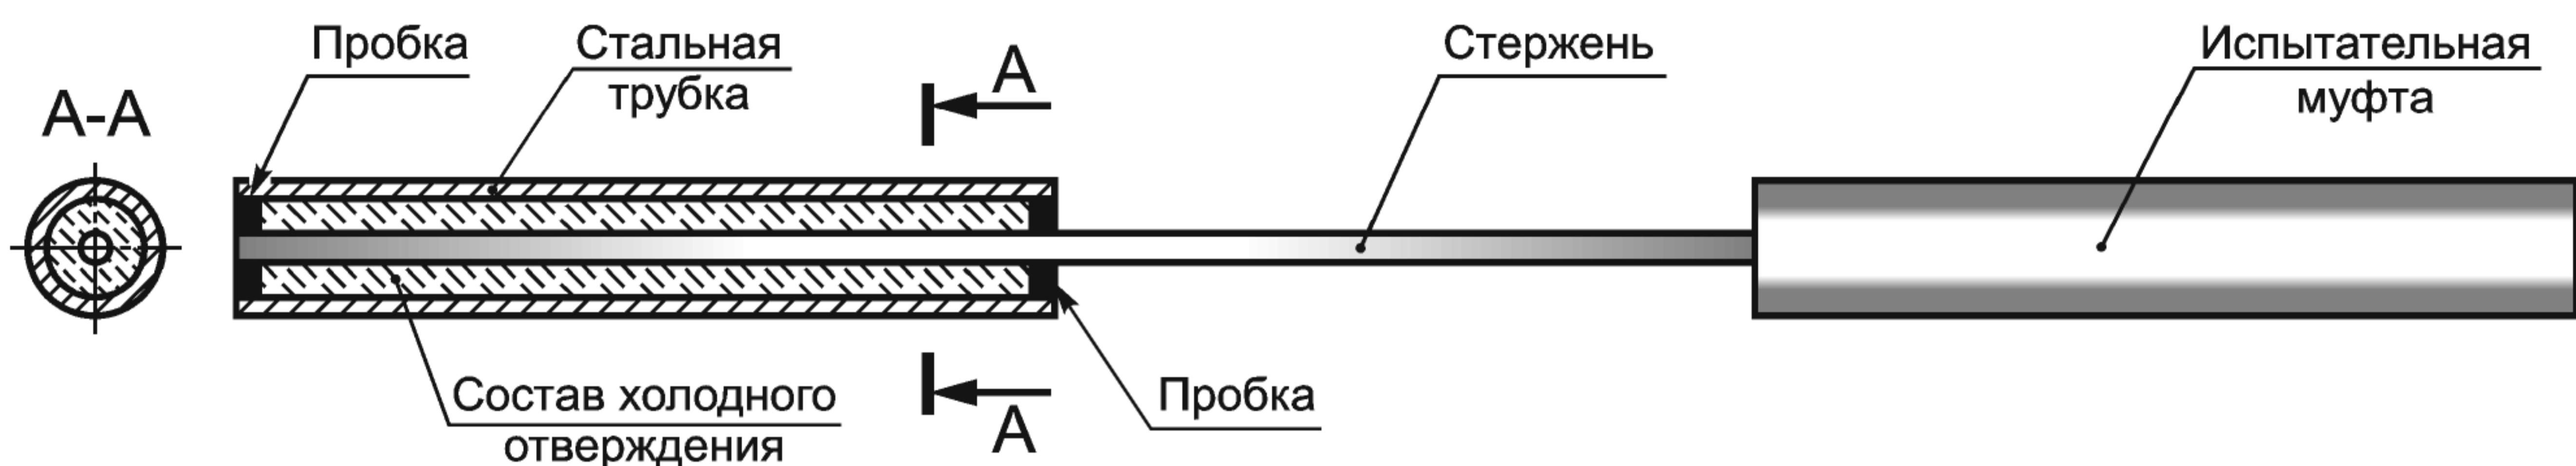 Пробка
Стальная
трубка
А
Стержень
Испытательная
муфта
А-А
Состав холодного
отверждения
А
Пробка